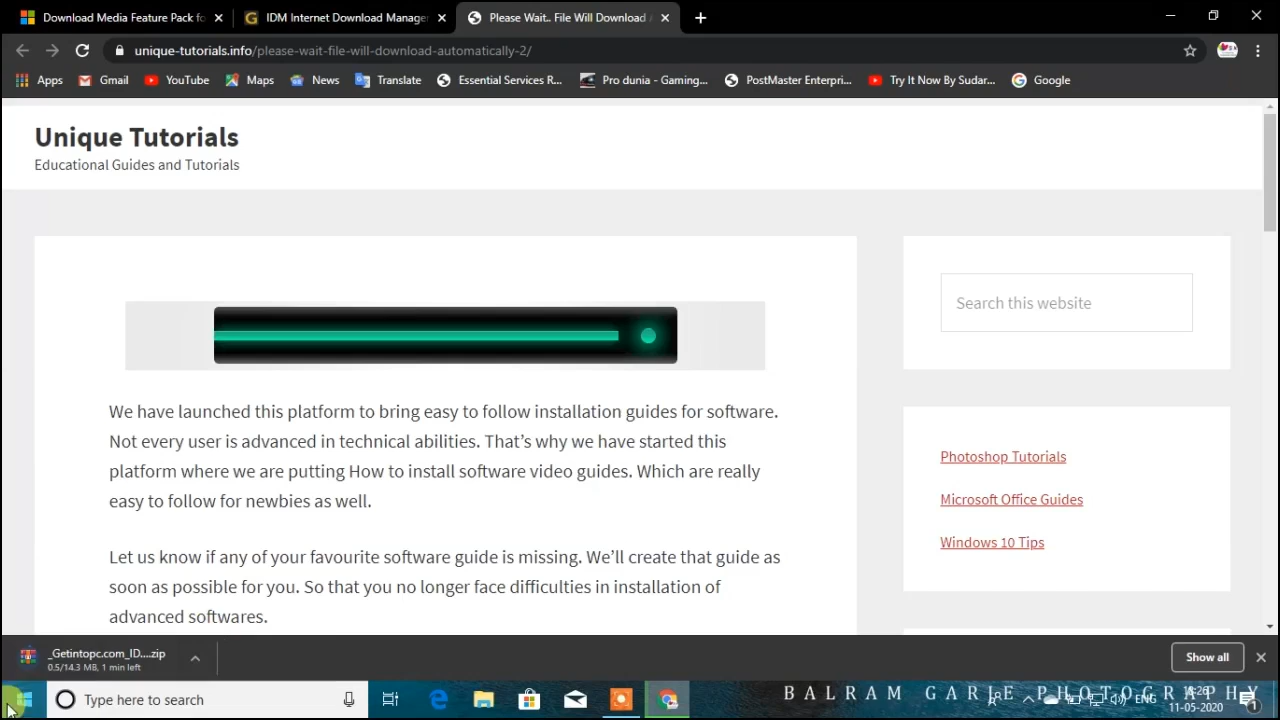 Download Media Feature Pack fo
IDM Internet Download Manage
Please Wait.. File Will Download A
unique-tutorials.info/please-wait-file-will-download-automatically-2/
Apps
Gmail
YouTube
Maps
News
Translate
Essential Services R...
Pro dunia - Gaming...
PostMaster Enterpri...
Try It Now By Sudar...
Google
Unique Tutorials
Educational Guides and Tutorials
Search this website
We have launched this platform to bring easy to follow installation guides for software.
Not every user is advanced in technical abilities. That's why we have started this
platform where we are putting How to install software video guides. Which are really
easy to follow for newbies as well.
Let us know if any of your favourite software guide is missing. We'll create that guide as
soon as possible for you. So that you no longer face difficulties in installation of
advanced softwares.
Photoshop Tutorials
Microsoft Office Guides
Windows 10 Tips
_Getintopc.com_ID....zip
0.5/14.3 MB, 1 min left
Show all
Type here to search
BALRAM GARJE PHOTOGRAPHY
ENG
11-05-2020
1